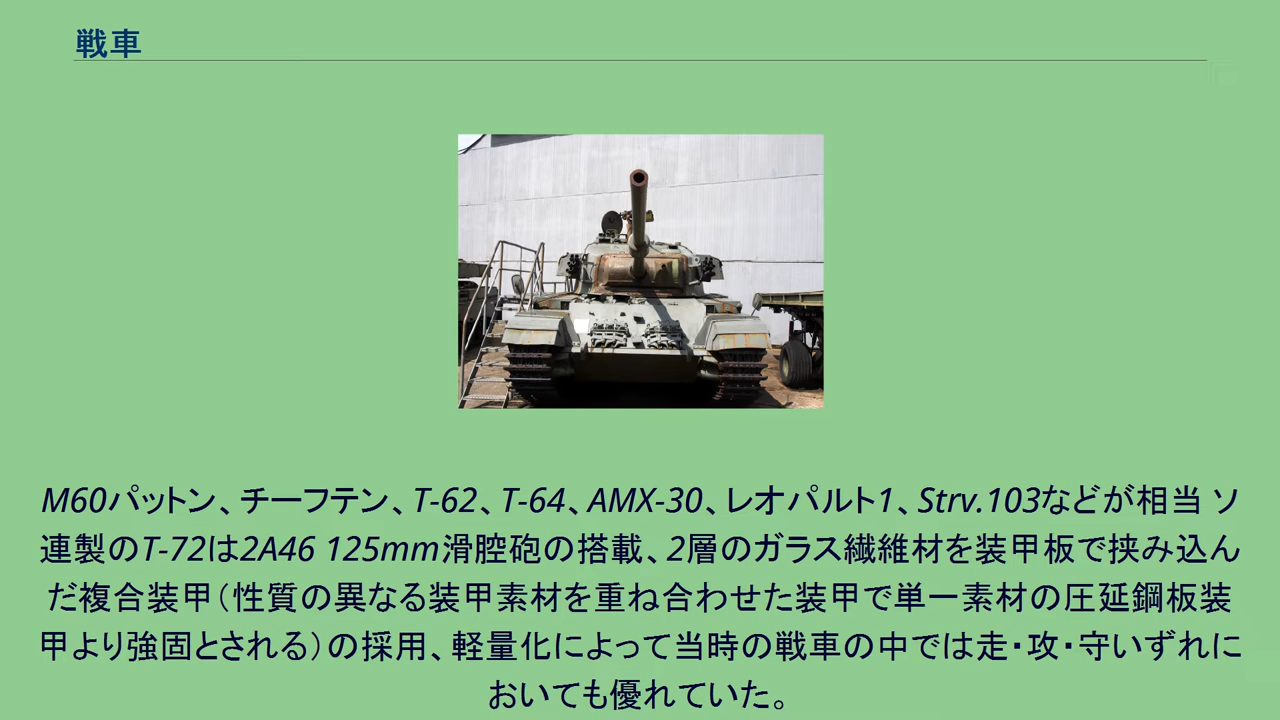 戦車
M60パットン、チーフテン、T-62、T-64、AMX-30、レオパルト1、Strv.103などが相当 ソ
連製のT-72は2A46 125mm滑腔砲の搭載、2層のガラス繊維材を装甲板で挟み込ん
だ複合装甲（性質の異なる装甲素材を重ね合わせた装甲で単一素材の圧延鋼板装
甲より強固とされる）の採用、軽量化によって当時の戦車の中では走・攻・守いずれに
おいても優れていた。